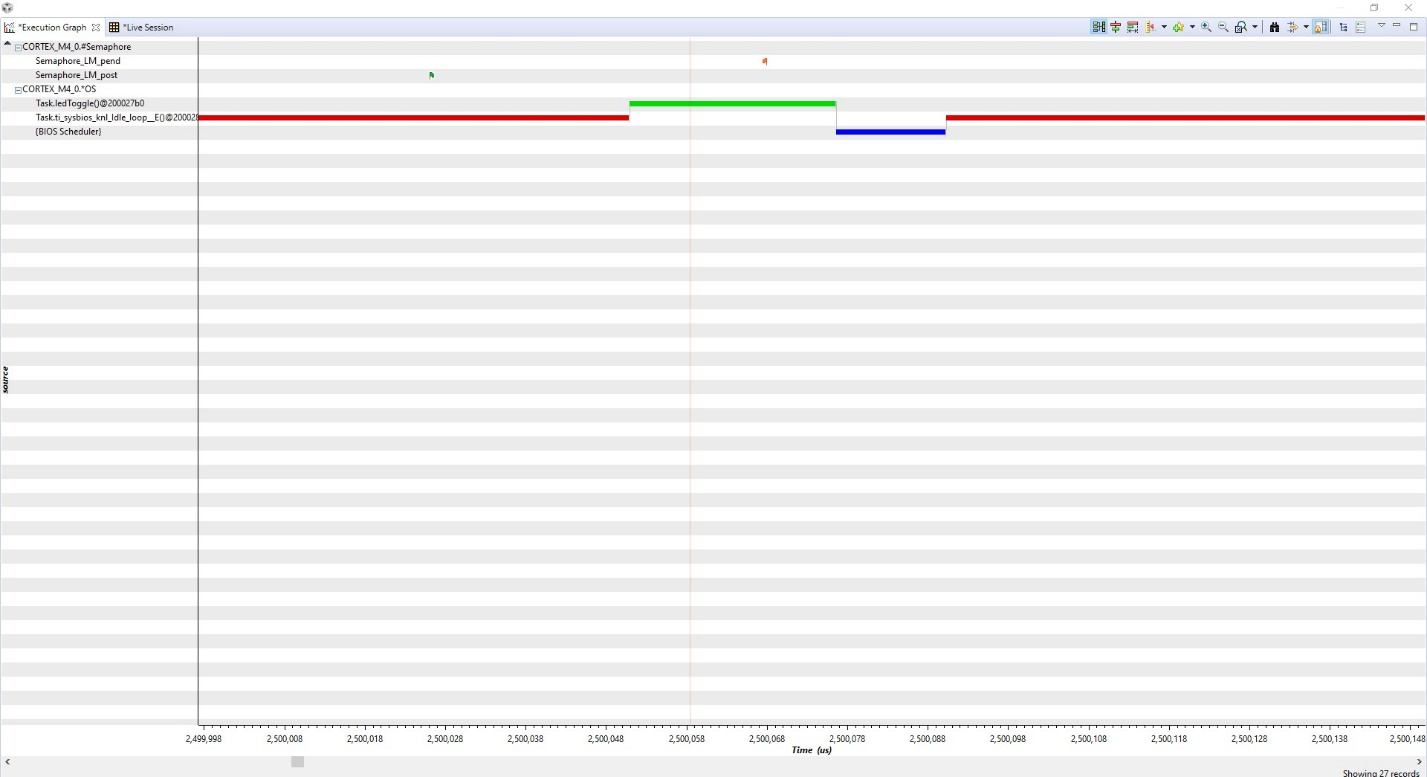 *Execution Graph
*Live Session
CORTEX_M4_0.#Semaphore
Semaphore_LM_pend
Semaphore_LM_post
CORTEX_M4_0.*OS
Task.ledToggle()@200027b0
Task.ti_sysbios_knl_Idle_loop__E()@200028
{BIOS Scheduler}
source
2,499,998 2,500,008 2,500,018 2,500,028 2,500,038 2,500,048 2,500,058 2,500,068 2,500,078 2,500,088 2,500,098 2,500,108 2,500,118 2,500,128 2,500,138 2,500,148
Time (us)
Showing 27 records